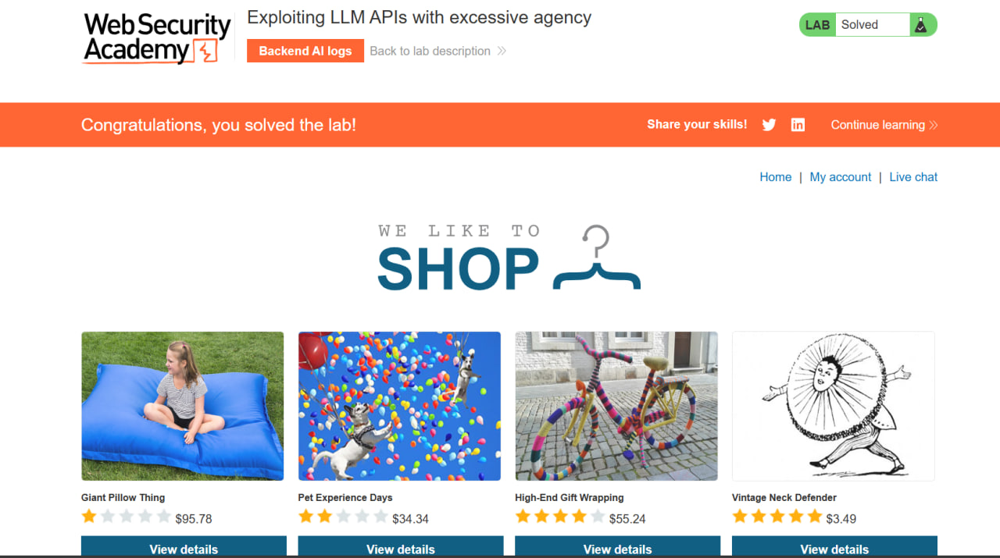 Web Security
Academy
Exploiting LLM APIs with excessive agency
Backend AI logs
Back to lab description
LAB
Solved
Congratulations, you solved the lab!
Share your skills!
Continue learning
Home | My account | Live chat
WE LIKE TO
SHOP
Giant Pillow Thing
$95.78
View details
Pet Experience Days
$34.34
View details
High-End Gift Wrapping
$55.24
View details
Vintage Neck Defender
$3.49
View details